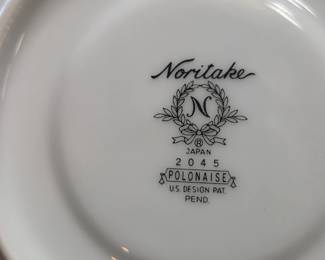 Noritake
N
®
JAPAN
2045
POLONAISE
U.S. DESIGN PAT.
PEND.